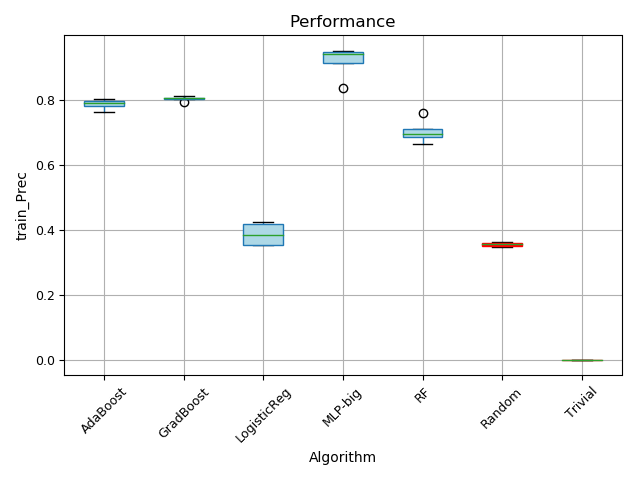 Performance
train_Prec
0.8
0.6
0.4
0.2
0.0
AdaBoost
GradBoost
LogisticReg
MLP-big
RF
Random
Trivial
Algorithm